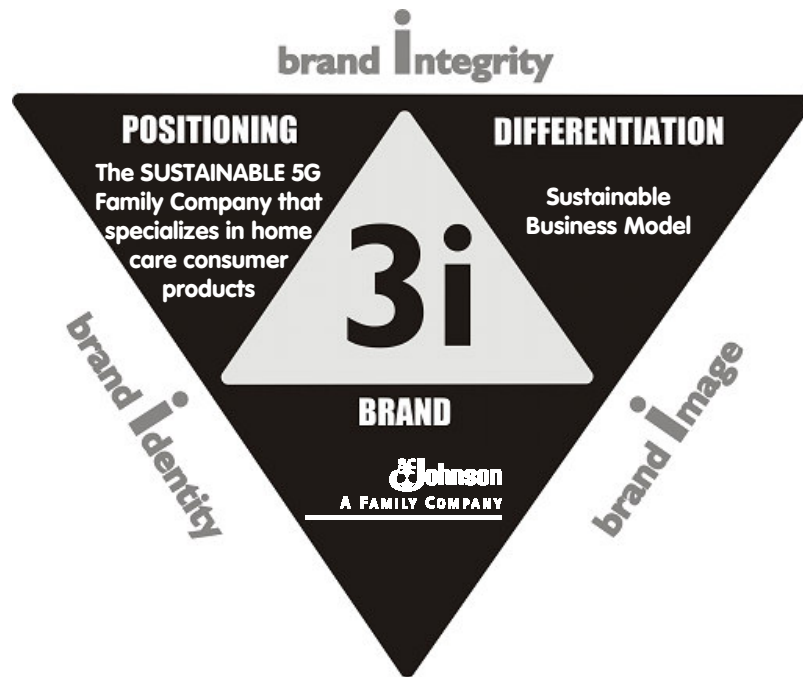 brand integrity
POSITIONING
The SUSTAINABLE 5G
Family Company that
specializes in home
care consumer
products
DIFFERENTIATION
Sustainable
Business Model
3i
brand identity
brand image
BRAND
SC Johnson
A FAMILY COMPANY